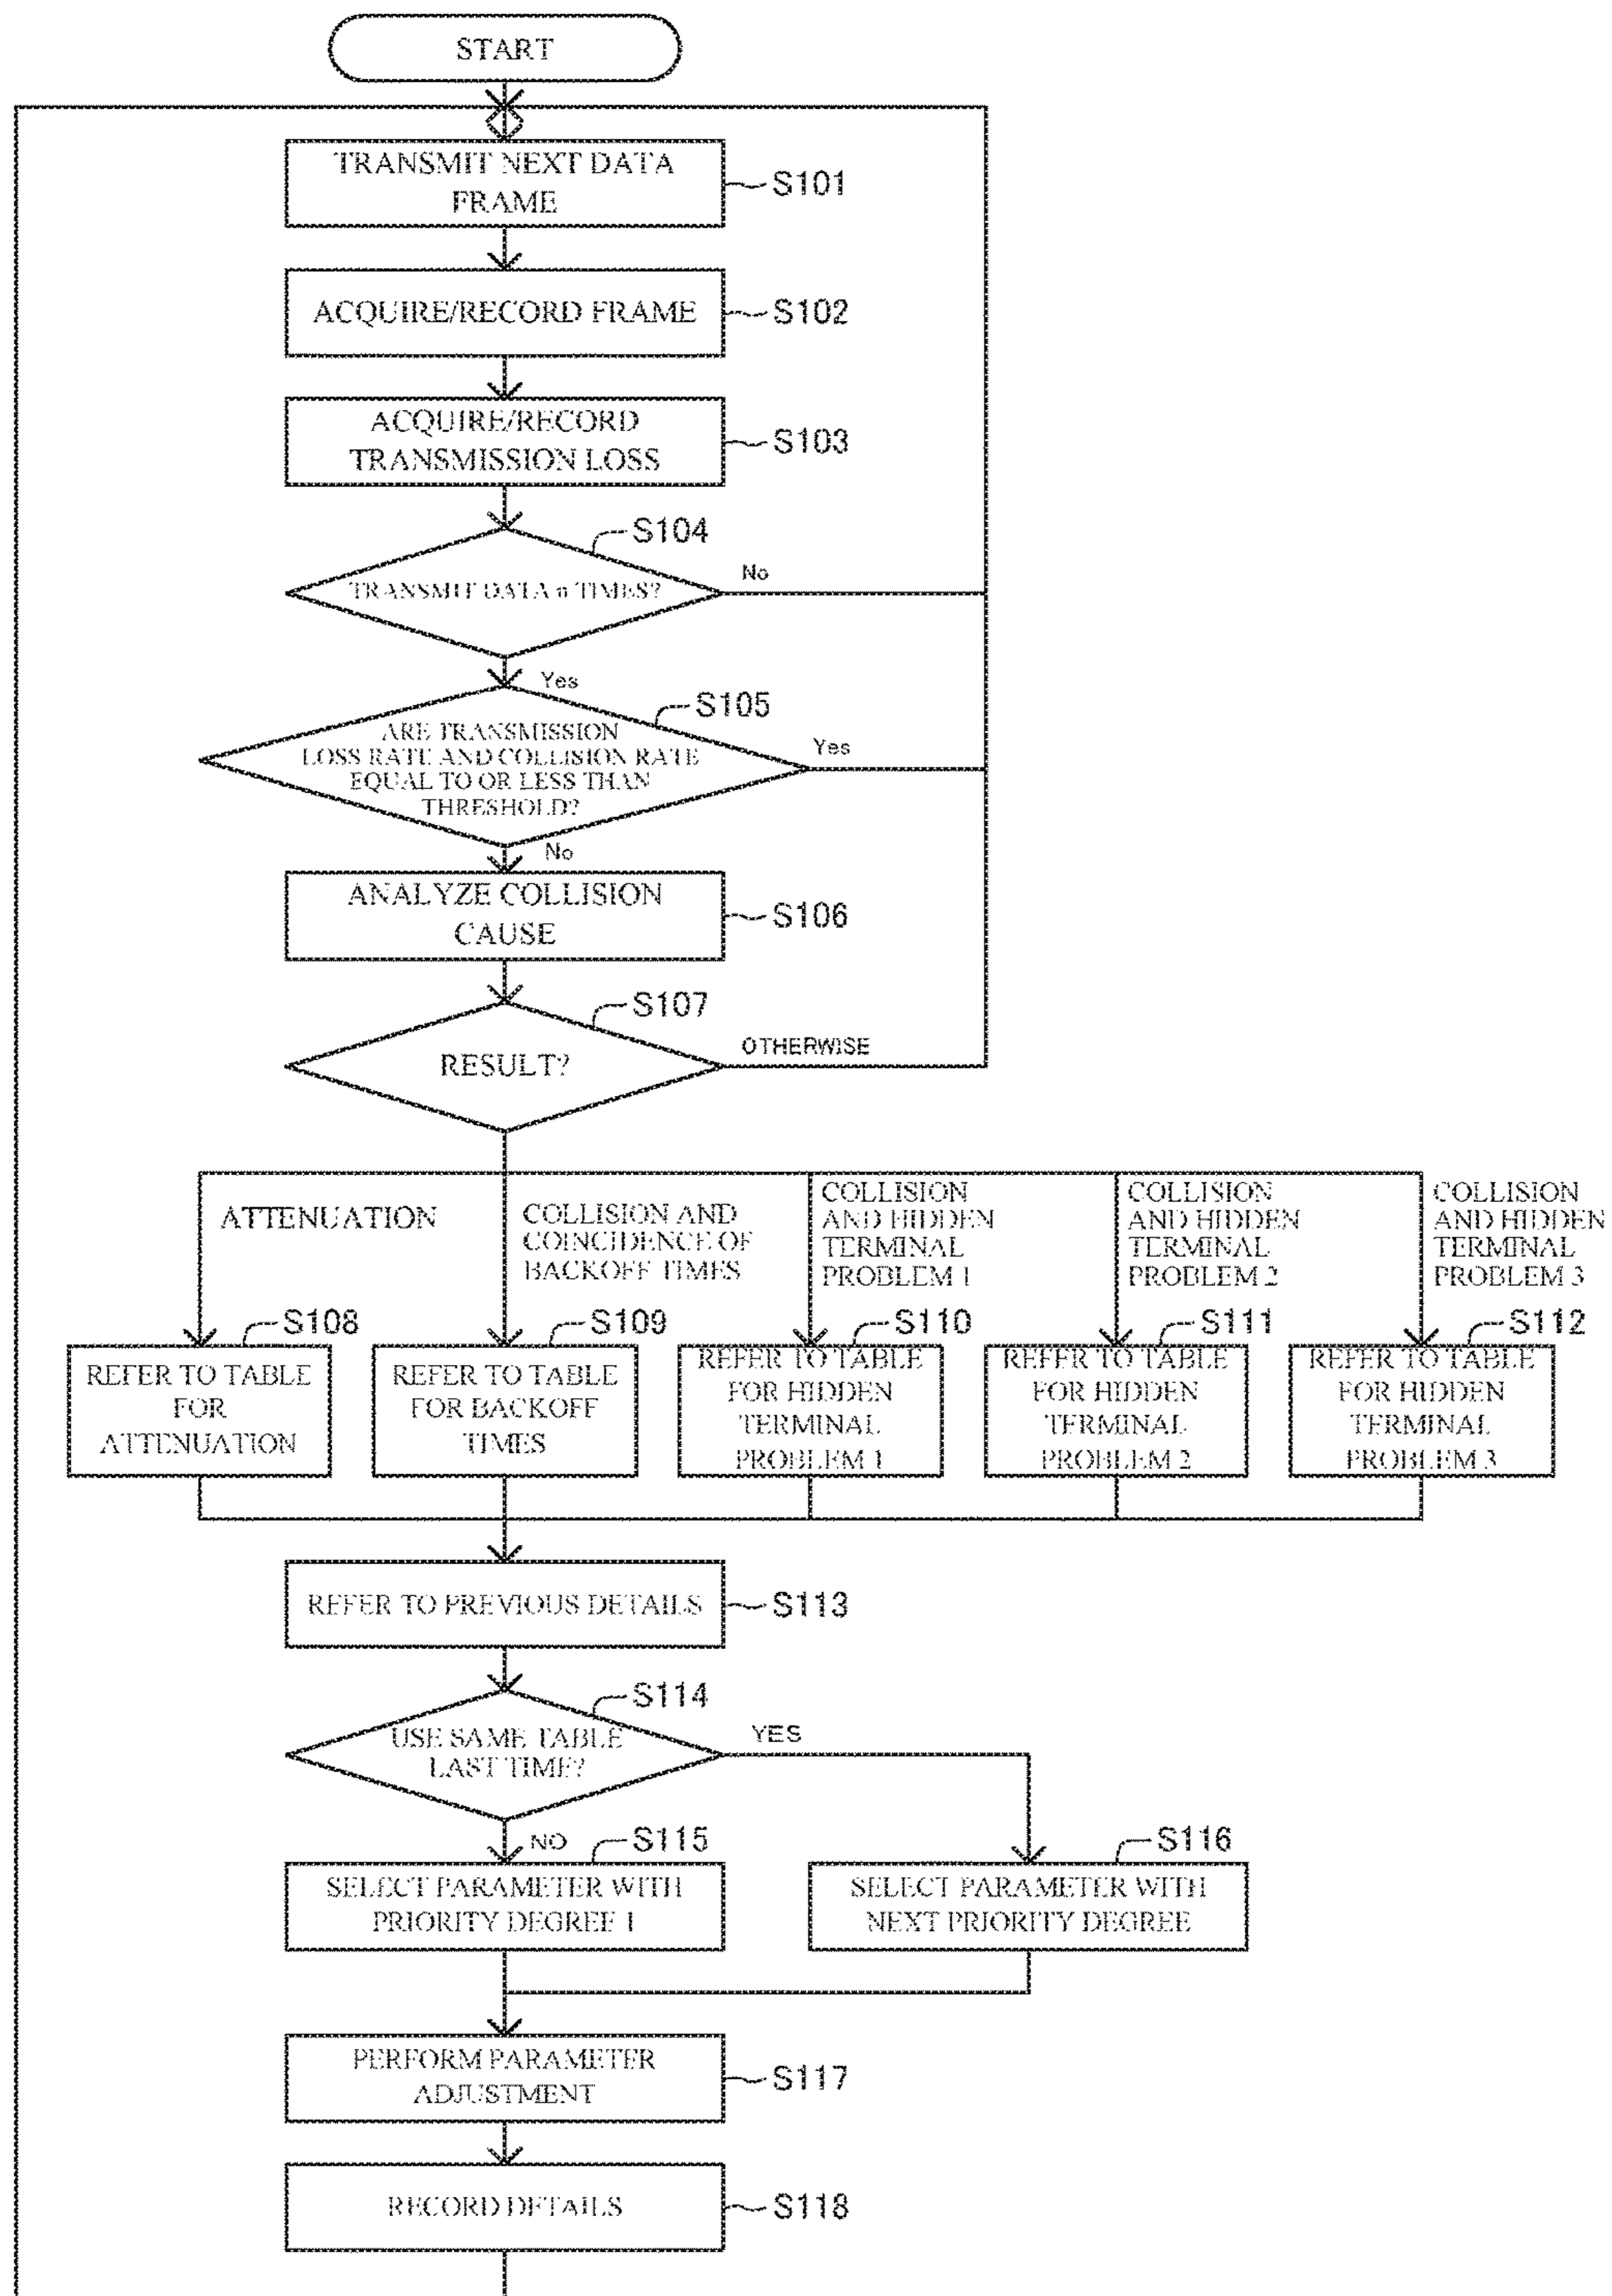 START
TRANSMIT NEXT DATA
FRAME
S101
ACQUIRE/RECORD FRAME
S102
ACQUIRE/RECORD
TRANSMISSION LOSS
S103
S104
TRANSMIT DATA n TIMES?
No
Yes
S105
ARE TRANSMISSION
LOSS RATE AND COLLISION RATE
EQUAL TO OR LESS THAN
THRESHOLD?
Yes
No
ANALYZE COLLISION
CAUSE
S106
S107
RESULT?
OTHERWISE
ATTENUATION
COLLISION AND
COINCIDENCE OF
BACKOFF TIMES
COLLISION
AND HIDDEN
TERMINAL
PROBLEM 1
COLLISION
AND HIDDEN
TERMINAL
PROBLEM 2
COLLISION
AND HIDDEN
TERMINAL
PROBLEM 3
S108
REFER TO TABLE
FOR
ATTENUATION
S109
REFER TO TABLE
FOR BACKOFF
TIMES
S110
REFER TO TABLE
FOR HIDDEN
TERMINAL
PROBLEM 1
S111
REFER TO TABLE
FOR HIDDEN
TERMINAL
PROBLEM 2
S112
REFER TO TABLE
FOR HIDDEN
TERMINAL
PROBLEM 3
REFER TO PREVIOUS DETAILS
S113
S114
USE SAME TABLE
LAST TIME?
YES
NO
S115
SELECT PARAMETER WITH
PRIORITY DEGREE 1
S116
SELECT PARAMETER WITH
NEXT PRIORITY DEGREE
PERFORM PARAMETER
ADJUSTMENT
S117
RECORD DETAILS
S118